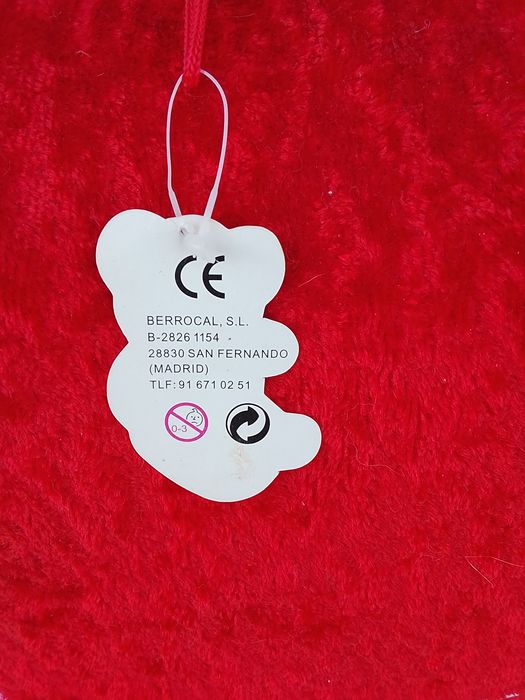 CE
BERROCAL, S.L.
B-2826 1154
28830 SAN FERNANDO
(MADRID)
TLF: 91 671 02 51
0-3